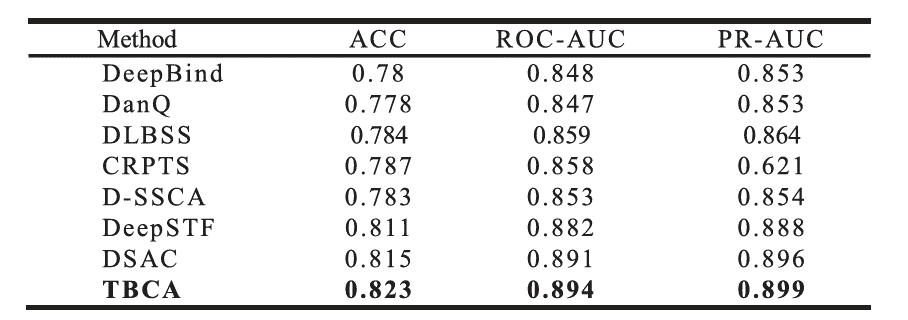 Method ACC ROC-AUC PR-AUC
DeepBind 0.78 0.848 0.853
DanQ 0.778 0.847 0.853
DLBSS 0.784 0.859 0.864
CRPTS 0.787 0.858 0.621
D-SSCA 0.783 0.853 0.854
DeepSTF 0.811 0.882 0.888
DSAC 0.815 0.891 0.896
TBCA 0.823 0.894 0.899